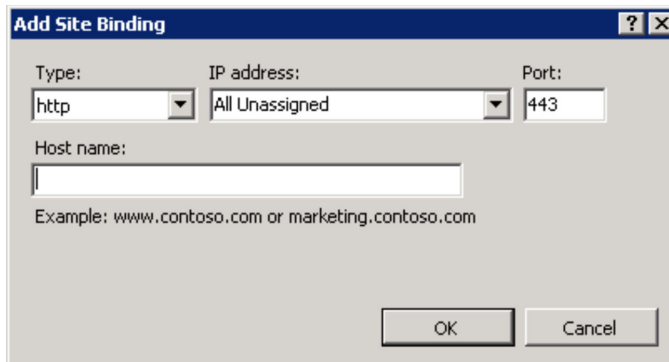 Add Site Binding
Type: IP address: Port:
http All Unassigned 443
Host name:
Example: www.contoso.com or marketing.contoso.com
OK Cancel